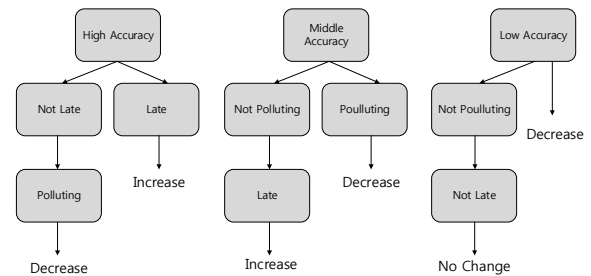 High Accuracy
Middle
Accuracy
Low Accuracy
Not Late
Late
Not Polluting
Poulluting
Not Poulluting
Decrease
Polluting
Increase
Late
Decrease
Not Late
Decrease
Increase
No Change